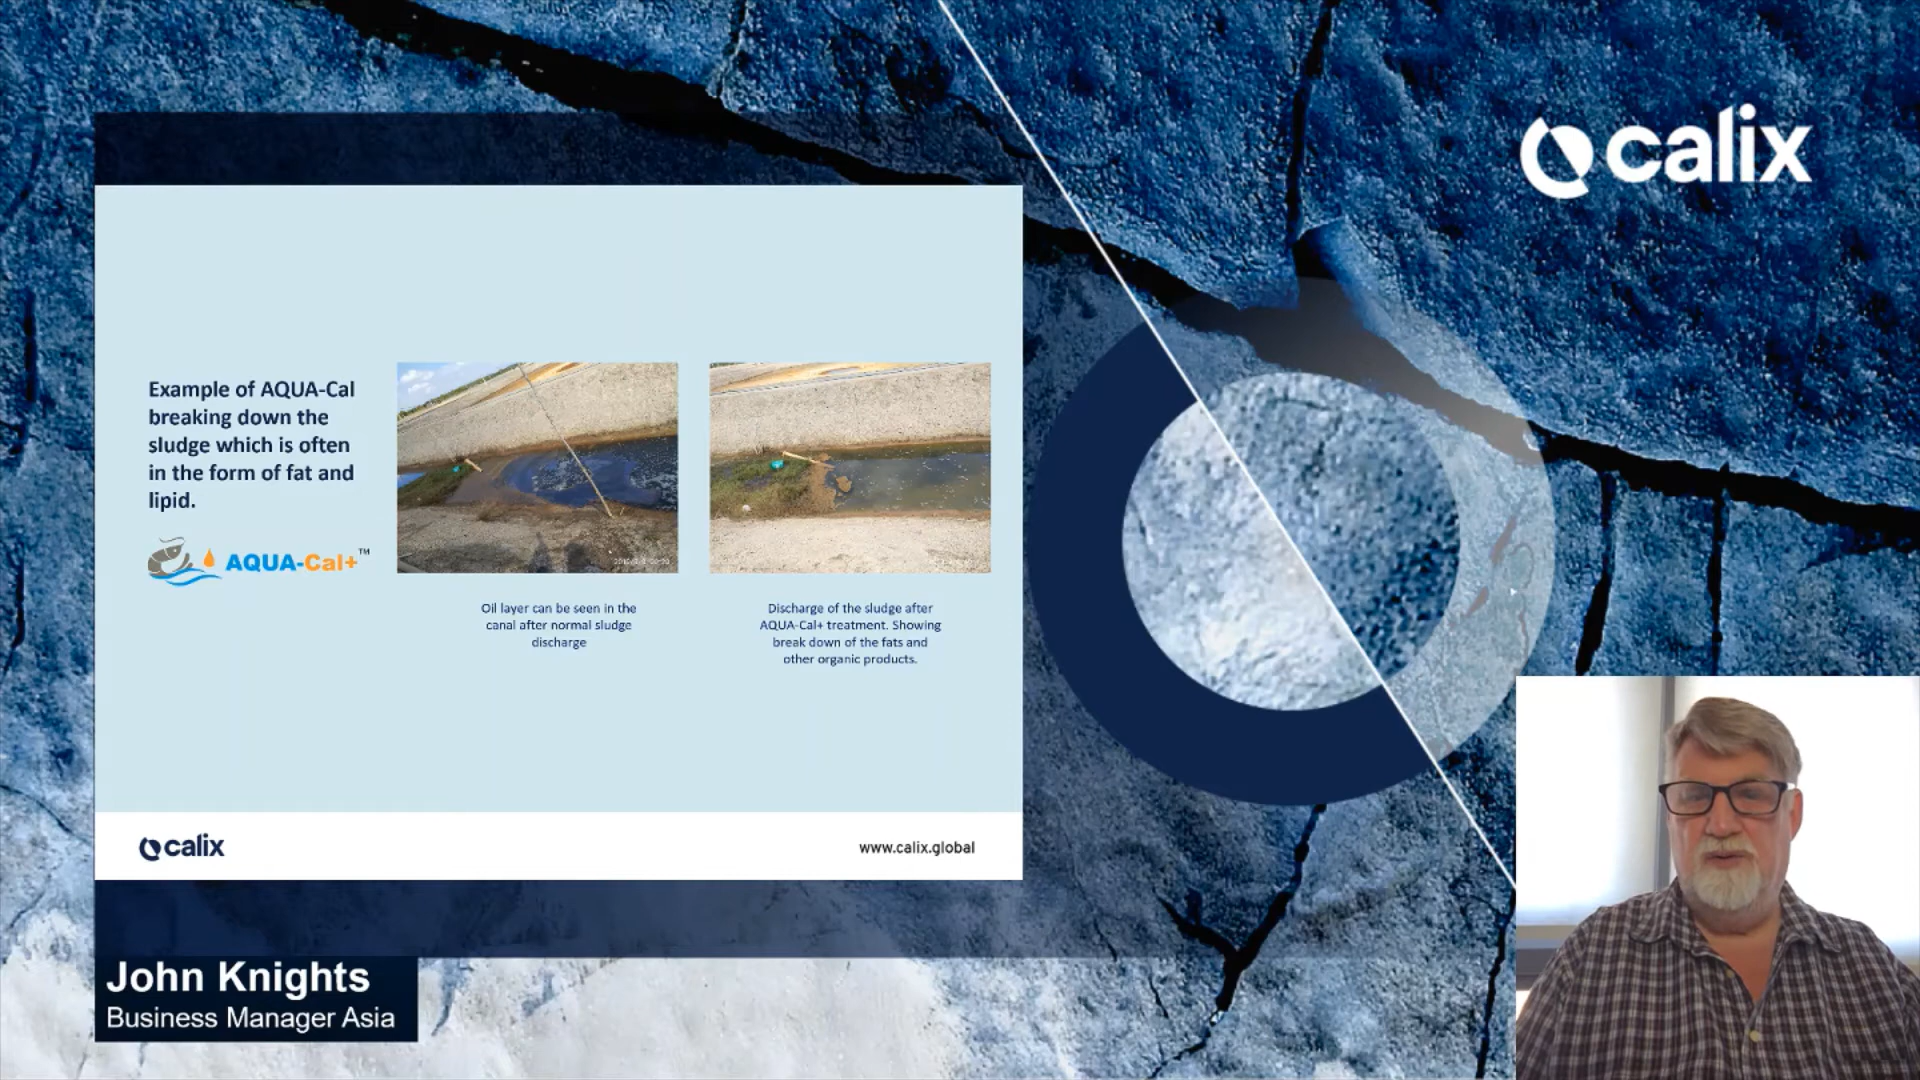 calix
Example of AQUA-Cal
breaking down the
sludge which is often
in the form of fat and
lipid.
AQUA-Cal+™
Oil layer can be seen in the
canal after normal sludge
discharge
Discharge of the sludge after
AQUA-Cal+ treatment. Showing
break down of the fats and
other organic products.
calix
www.calix.global
John Knights
Business Manager Asia